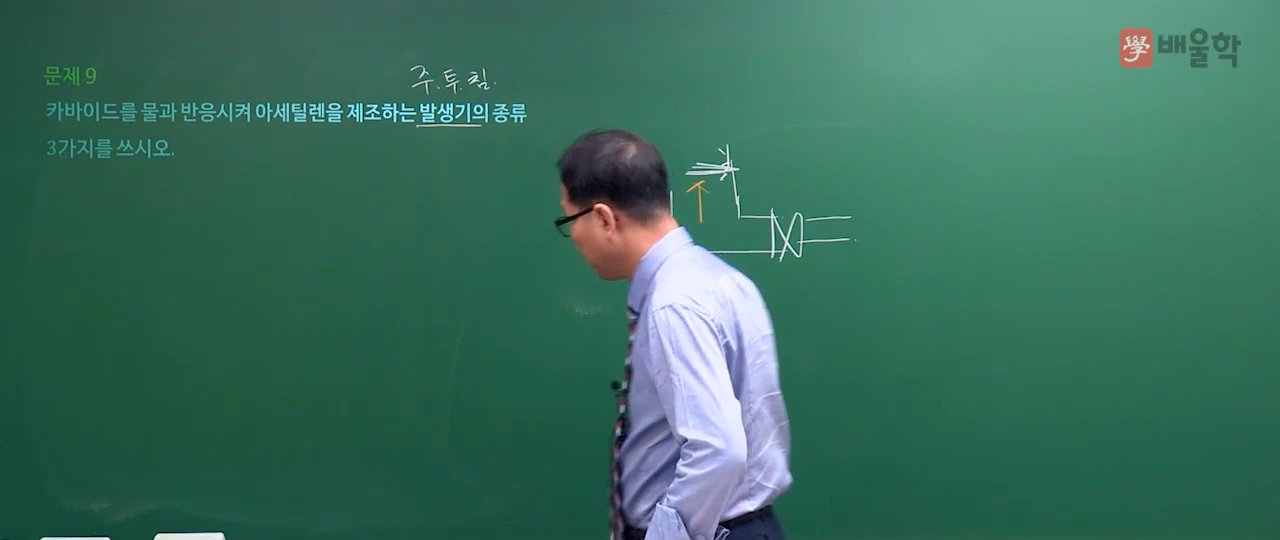 學 배울학
문제 9
주.투.침.
카바이드를 물과 반응시켜 아세틸렌을 제조하는 발생기의 종류
3가지를 쓰시오.